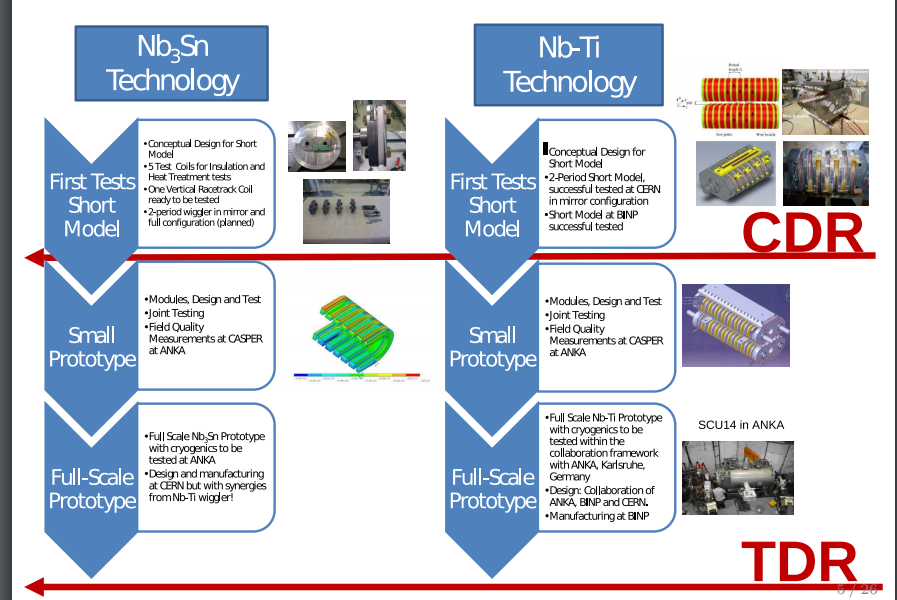 Nb3Sn
Technology
Nb-Ti
Technology
First Tests
Short
Model
•Conceptual Design for Short
Model
•5 Test Coils for Insulation and
Heat Treatment tests
•One Vertical Racetrack Coil
ready to be tested
•2-period wiggler in mirror and
full configuration (planned)
First Tests
Short
Model
Conceptual Design for
Short Model
•2-Period Short Model,
successful tested at CERN
in mirror configuration
•Short Model at BINP
successful tested
Period
length λ
Iron poles
Wire bundle
CDR
Small
Prototype
•Modules, Design and Test
•Joint Testing
•Field Quality
Measurements at CASPER
at ANKA
Small
Prototype
•Modules, Design and Test
•Joint Testing
•Field Quality
Measurements at CASPER
at ANKA
Full-Scale
Prototype
•Full Scale Nb3Sn Prototype
with cryogenics to be
tested at ANKA
•Design and manufacturing
at CERN but with synergies
from Nb-Ti wiggler!
Full-Scale
Prototype
•Full Scale Nb-Ti Prototype
with cryogenics to be
tested within the
collaboration framework
with ANKA, Karlsruhe,
Germany
•Design: Collaboration of
ANKA, BINP and CERN.
•Manufacturing at BINP
SCU14 in ANKA
TDR
5 / 26